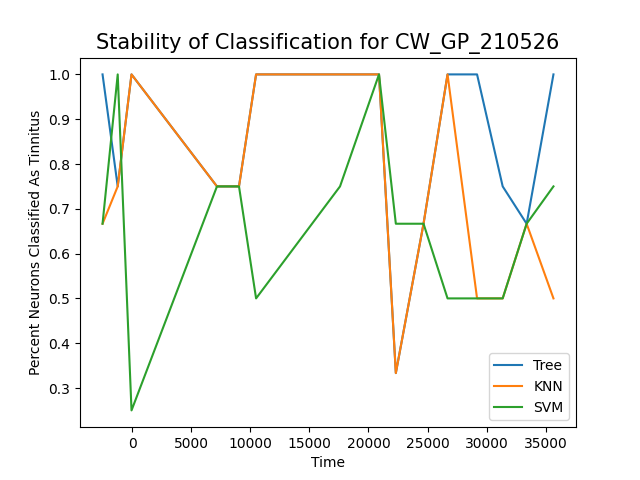 Stability of Classification for CW_GP_210526
Percent Neurons Classified As Tinnitus
1.0
0.9
0.8
0.7
0.6
0.5
0.4
0.3
Tree
KNN
SVM
0 5000 10000 15000 20000 25000 30000 35000
Time